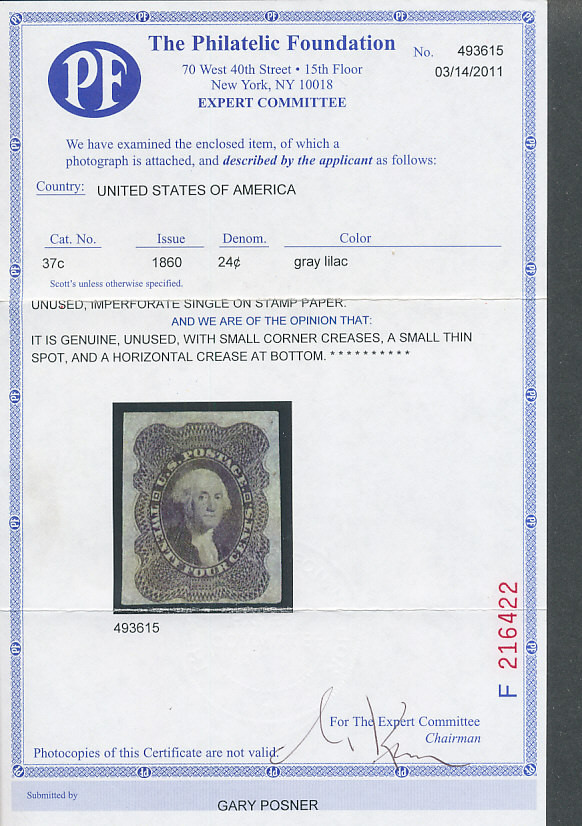 PF
The Philatelic Foundation
No. 493615
70 West 40th Street • 15th Floor
03/14/2011
New York, NY 10018
EXPERT COMMITTEE
We have examined the enclosed item, of which a
photograph is attached, and described by the applicant as follows:
Country: UNITED STATES OF AMERICA
Cat. No. Issue Denom. Color
37c 1860 24¢ gray lilac
Scott's unless otherwise specified.
UNUSED, IMPERFORATE SINGLE ON STAMP PAPER.
AND WE ARE OF THE OPINION THAT:
IT IS GENUINE, UNUSED, WITH SMALL CORNER CREASES, A SMALL THIN
SPOT, AND A HORIZONTAL CREASE AT BOTTOM. * * * * * * * * * *
U.S. POSTAGE
TWENTY FOUR CENTS
493615
F 216422
For The Expert Committee
Chairman
Photocopies of this Certificate are not valid.
Submitted by
GARY POSNER